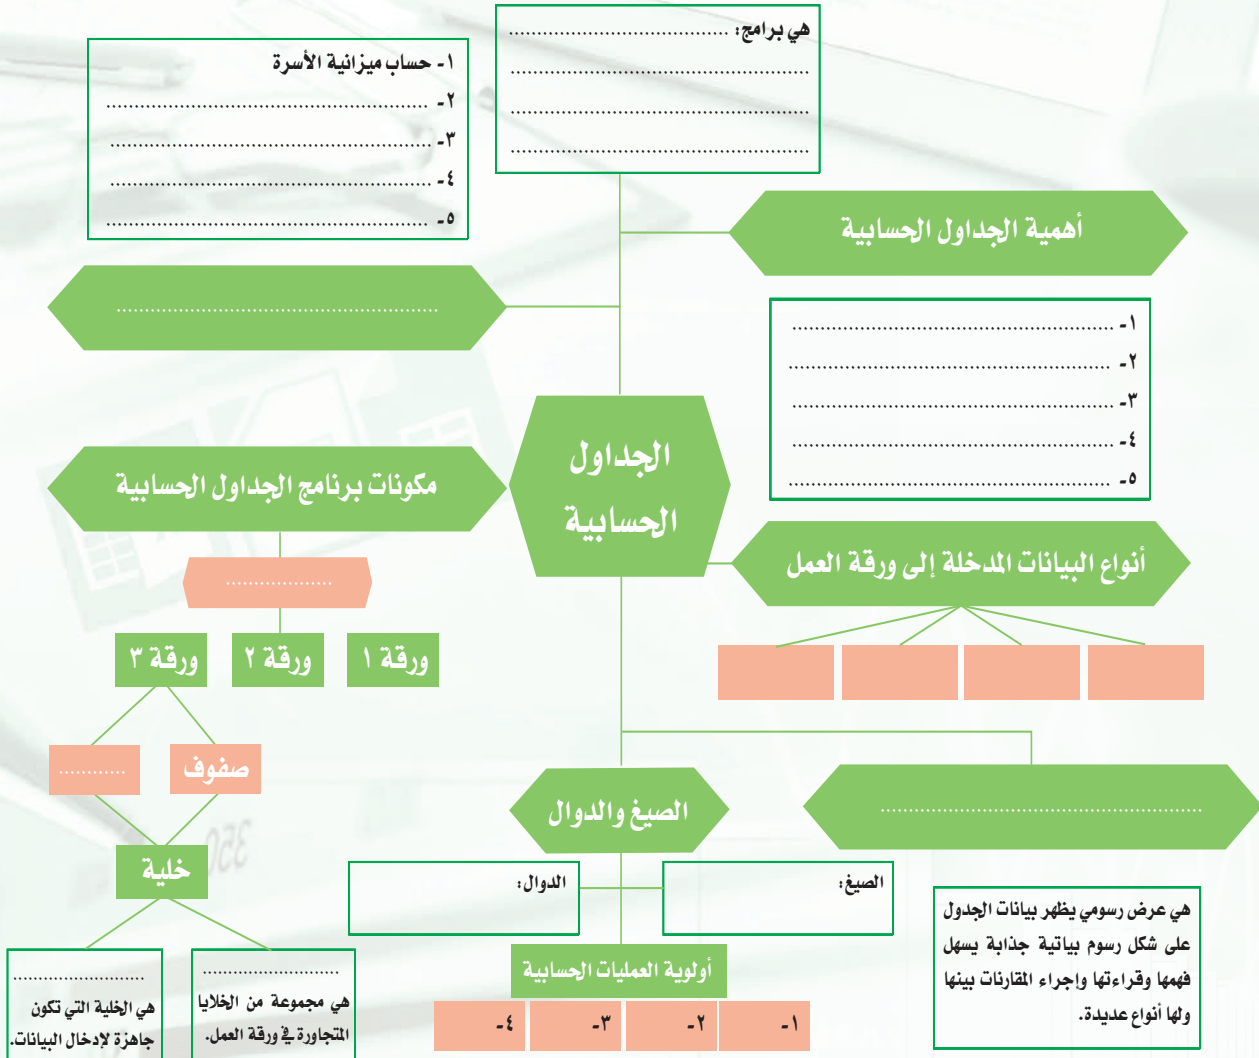 هي برامج: ......................................
....................................................
....................................................
....................................................
١- حساب ميزانية الأسرة
٢- ........................................................
٣- ........................................................
٤- ........................................................
٥- ........................................................
أهمية الجداول الحسابية
........................................................
١- ........................................................
٢- ........................................................
٣- ........................................................
٤- ........................................................
٥- ........................................................
الجداول
الحسابية
مكونات برنامج الجداول الحسابية
...................
أنواع البيانات المدخلة إلى ورقة العمل
ورقة ١
ورقة ٢
ورقة ٣
صفوف
............
خلية
........................
هي مجموعة من الخلايا
المتجاورة في ورقة العمل.
........................
هي الخلية التي تكون
جاهزة لإدخال البيانات.
الصيغ والدوال
الصيغ:
الدوال:
أولوية العمليات الحسابية
١-
٢-
٣-
٤-
........................................................
هي عرض رسومي يظهر بيانات الجدول
على شكل رسوم بيانية جذابة يسهل
فهمها وقراءتها وإجراء المقارنات بينها
ولها أنواع عديدة.
350